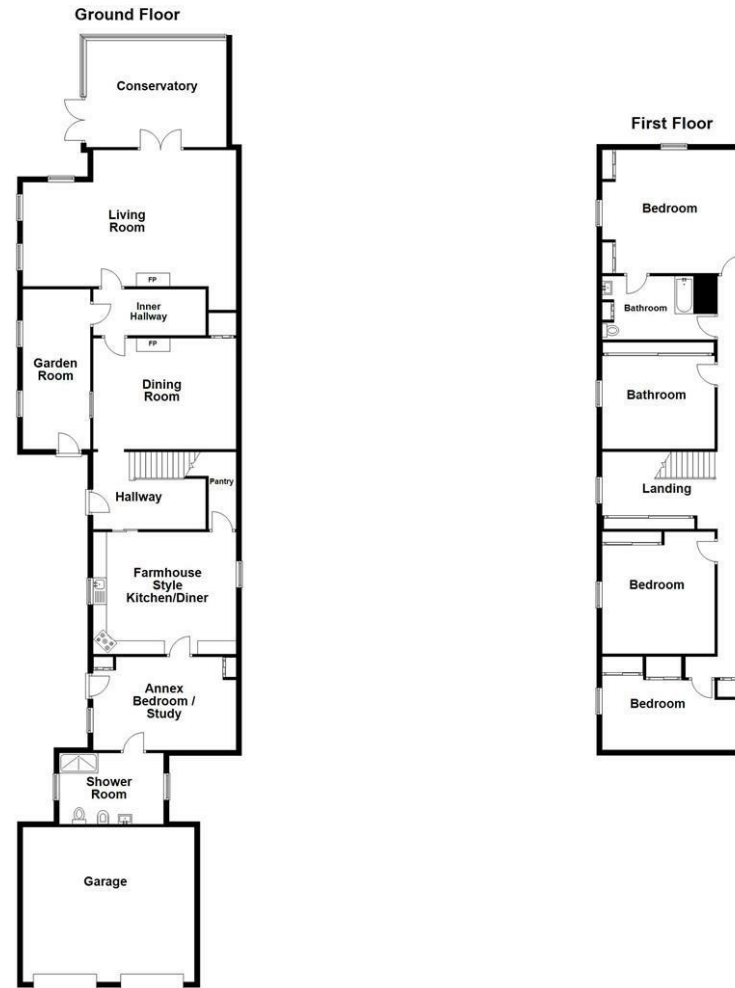 Ground Floor
Conservatory
Living
Room
FP
Inner
Hallway
FP
Garden
Room
Dining
Room
Hallway
Pantry
Farmhouse
Style
Kitchen/Diner
Annex
Bedroom /
Study
Shower
Room
Garage
First Floor
Bedroom
Bathroom
Bathroom
Landing
Bedroom
Bedroom